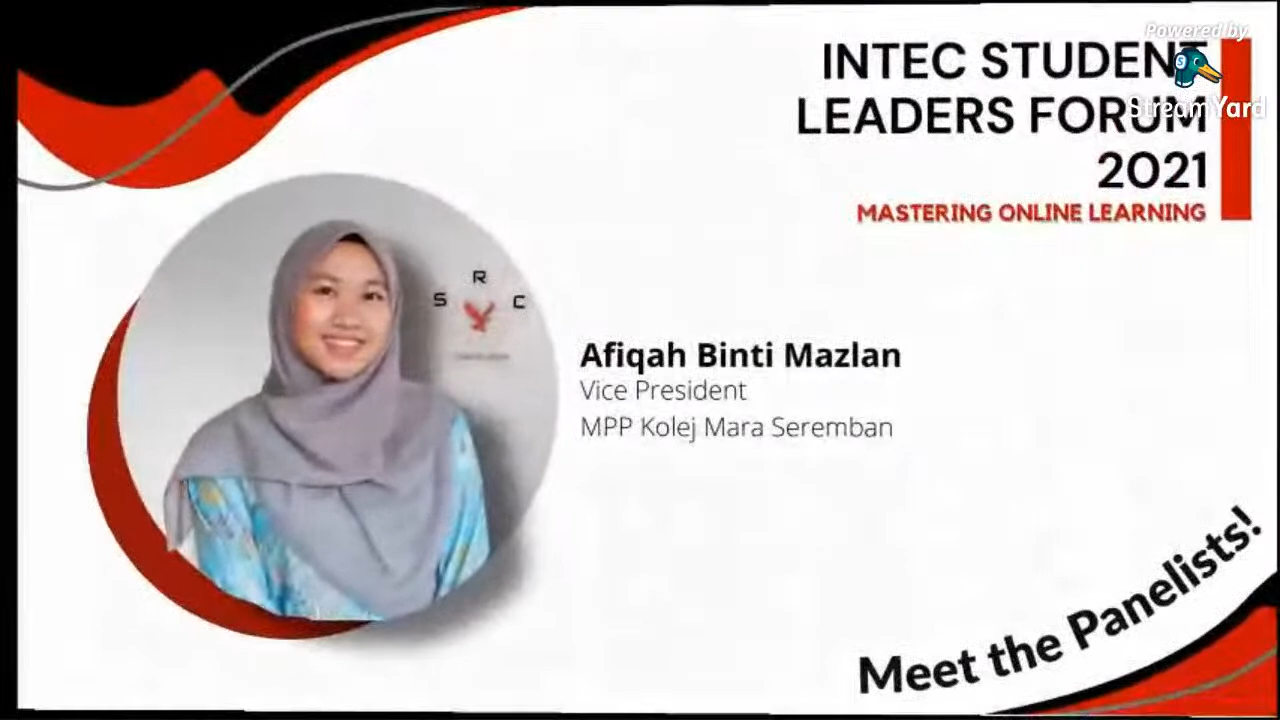 Powered by
StreamYard
INTEC STUDENT
LEADERS FORUM
2021
MASTERING ONLINE LEARNING
S R C
Afiqah Binti Mazlan
Vice President
MPP Kolej Mara Seremban
Meet the Panelists!